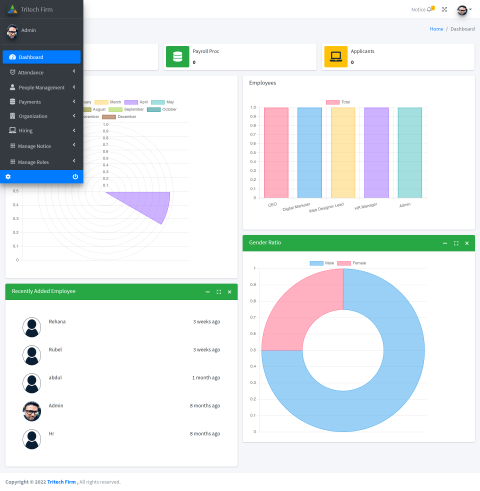 Tritech Firm
Notice
Admin
Home / Dashboard
Dashboard
Attendance
People Management
Payments
Organization
Hiring
Manage Notice
Manage Roles
Payroll Proc
0
Applicants
0
March
April
May
August
September
October
December
1.0
0.9
0.8
0.7
0.6
0.5
0.4
0.3
0.2
0.1
0.5
0.6
0.7
0.8
0.9
1.0
Employees
Total
1.0
0.9
0.8
0.7
0.6
0.5
0.4
0.3
0.2
0.1
0
CEO
Digital Marketer
Web Designer Lead
HR Manager
Admin
Gender Ratio
Male
Female
1
0.9
0.8
0.7
0.6
0.5
0.4
0.3
0.2
0.1
0
Recently Added Employee
Rehana 3 weeks ago
Rubel 3 weeks ago
abdul 1 month ago
Admin 8 months ago
Hr 8 months ago
Copyright © 2022 Tritech Firm , All rights reserved.